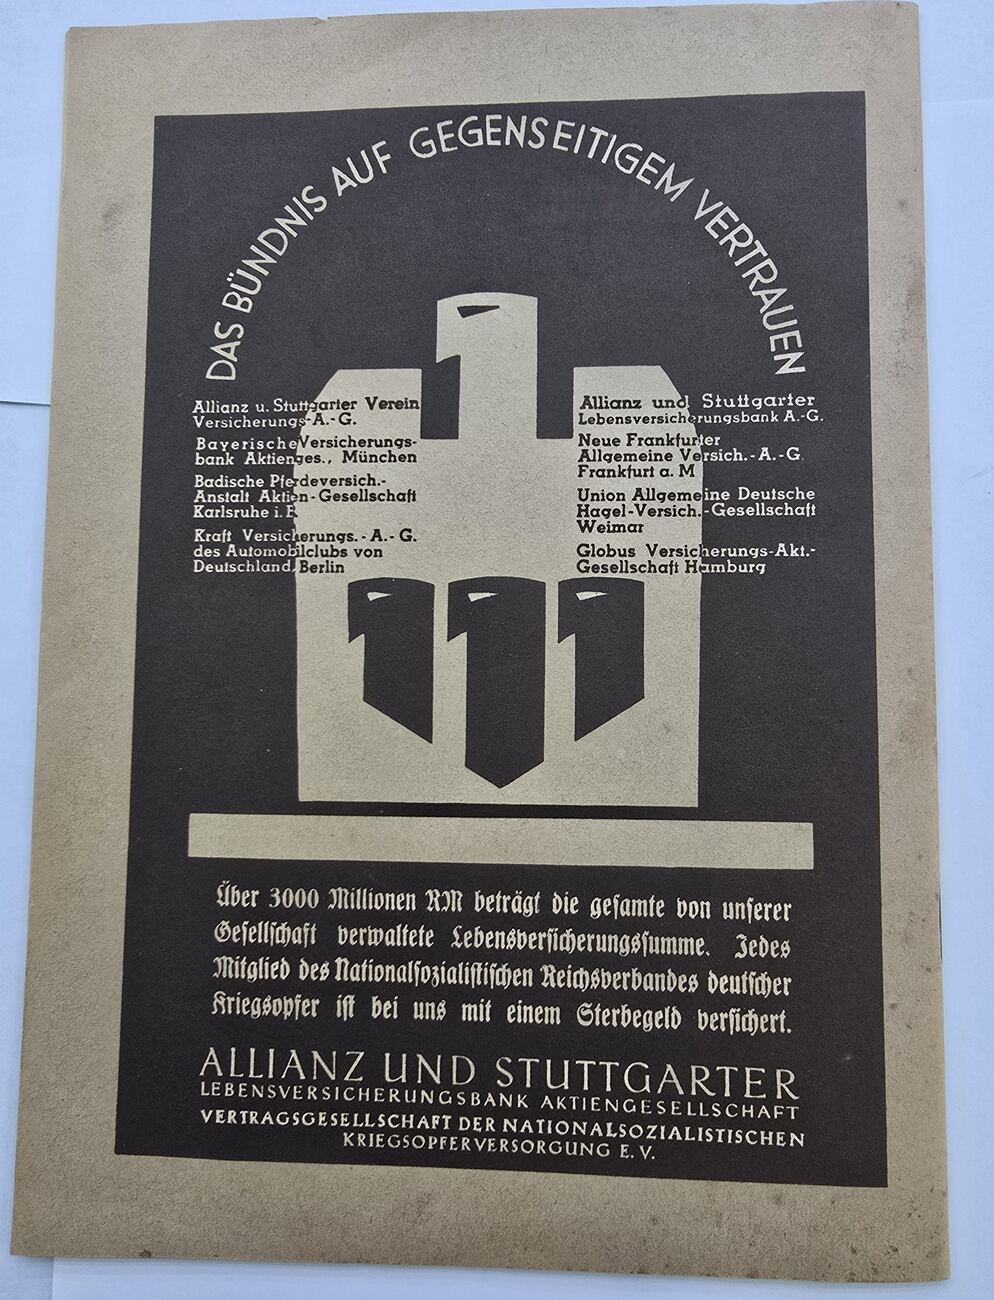 DAS BÜNDNIS AUF GEGENSEITIGEM VERTRAUEN
Allianz u. Stuttgarter Verein
Versicherungs-A.-G.
Bayerische Versicherungs-
bank Aktienges., München
Badische Pferdeversich.-
Anstalt Aktien-Gesellschaft
Karlsruhe i. B
Kraft Versicherungs.-A.-G.
des Automobilclubs von
Deutschland, Berlin
Allianz und Stuttgarter
Lebensversicherungsbank A.-G.
Neue Frankfurter
Allgemeine Versich.-A.-G.
Frankfurt a. M
Union Allgemeine Deutsche
Hagel-Versich.-Gesellschaft
Weimar
Globus Versicherungs-Akt.-
Gesellschaft Hamburg
Über 3000 Millionen RM beträgt die gesamte von unserer
Gesellschaft verwaltete Lebensversicherungssumme. Jedes
Mitglied des Nationalsozialistischen Reichsverbandes deutscher
Kriegsopfer ist bei uns mit einem Sterbegeld versichert.
ALLIANZ UND STUTTGARTER
LEBENSVERSICHERUNGSBANK AKTIENGESELLSCHAFT
VERTRAGSGESELLSCHAFT DER NATIONALSOZIALISTISCHEN
KRIEGSOPFERVERSORGUNG E. V.